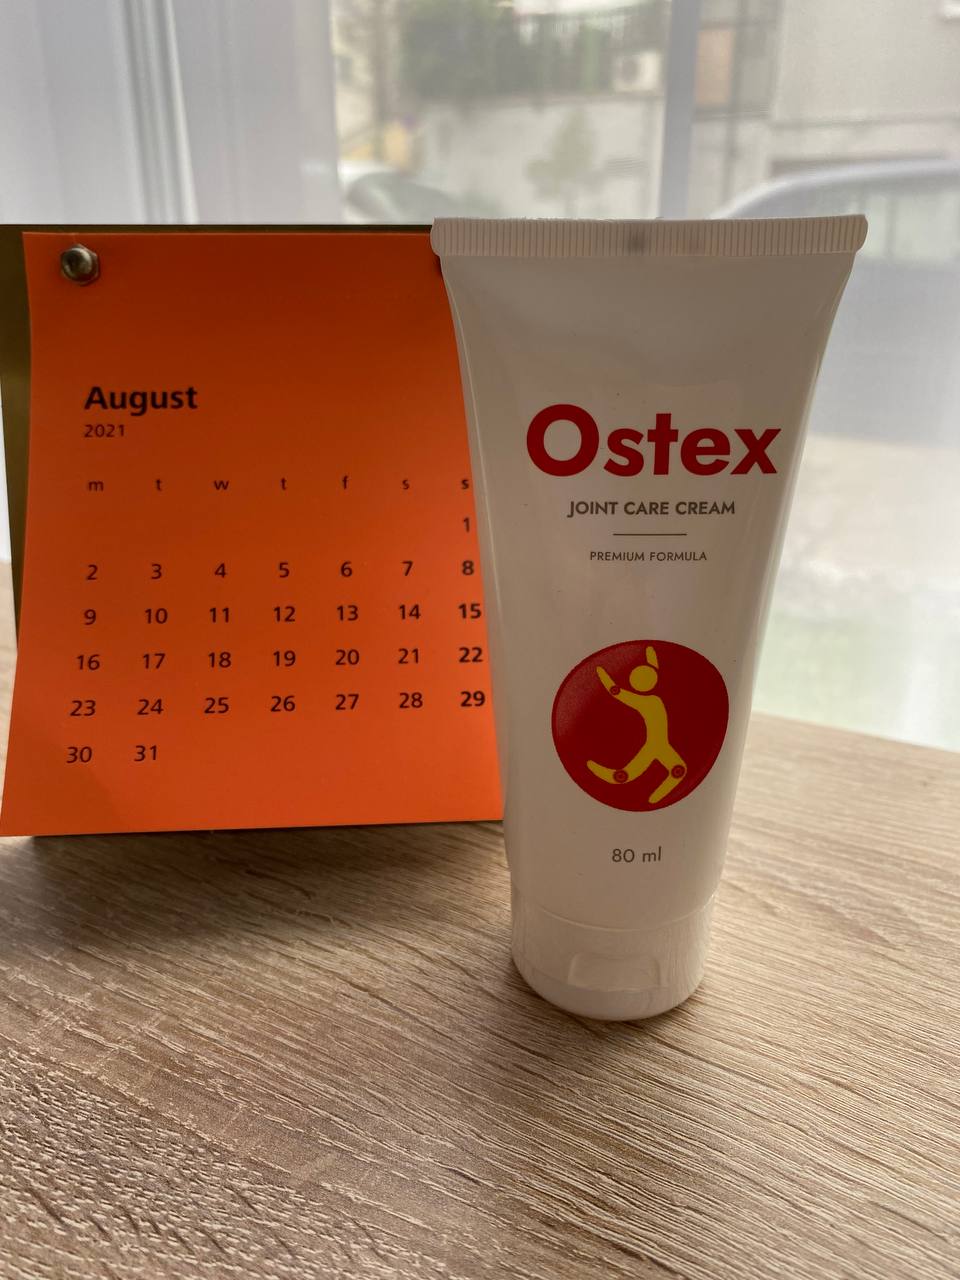 August
2021
m t w t f s s
1
2 3 4 5 6 7 8
9 10 11 12 13 14 15
16 17 18 19 20 21 22
23 24 25 26 27 28 29
30 31
Ostex
JOINT CARE CREAM
PREMIUM FORMULA
80 ml